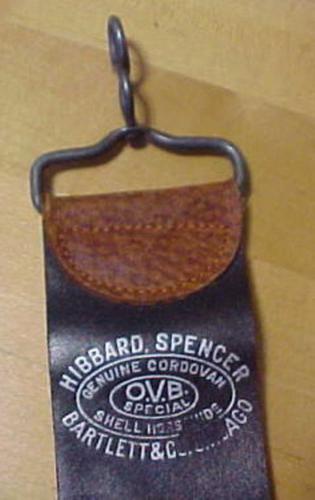 HIBBARD, SPENCER
GENUINE CORDOVAN
O.V.B.
SPECIAL
SHELL
BARTLETT &